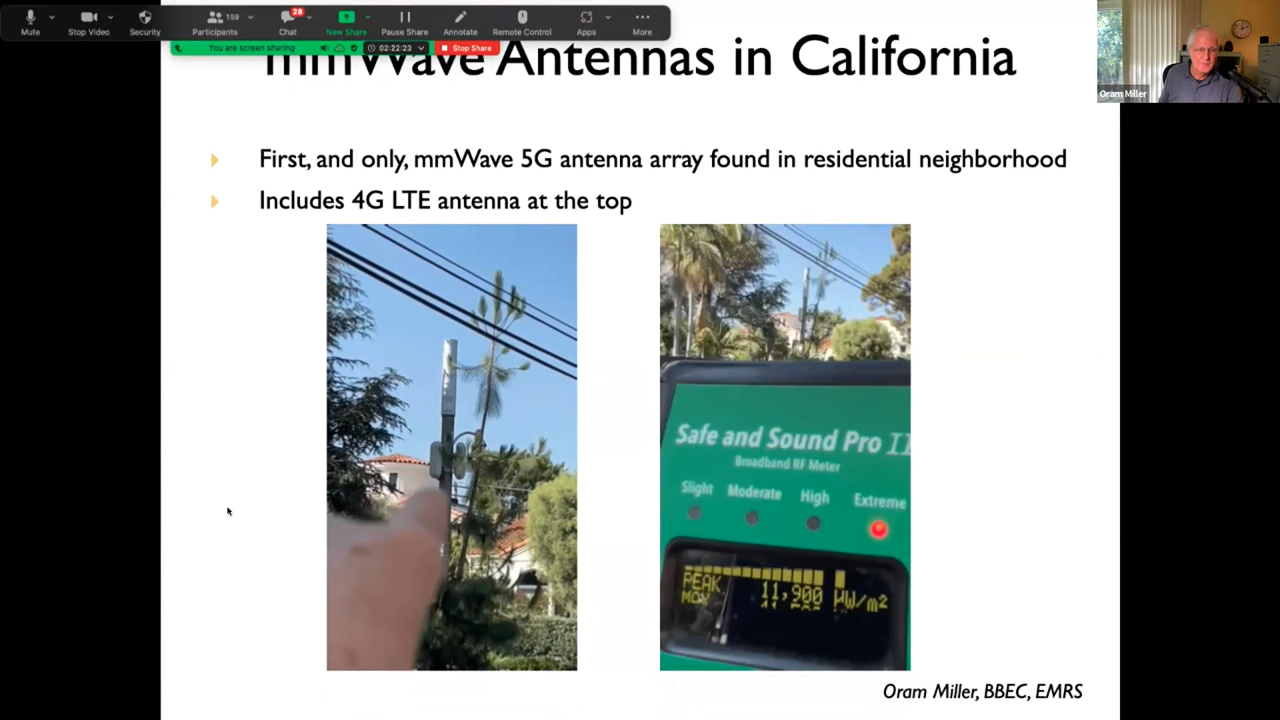 Mute
Stop Video
Security
159
Participants
28
Chat
New Share
Pause Share
Annotate
Remote Control
Apps
More
You are screen sharing
02:22:23
Stop Share
mmWave Antennas in California
Oram Miller
First, and only, mmWave 5G antenna array found in residential neighborhood
Includes 4G LTE antenna at the top
Safe and Sound Pro II
Broadband RF Meter
Slight Moderate High Extreme
PEAK 11,900 µW/m²
Oram Miller, BBEC, EMRS